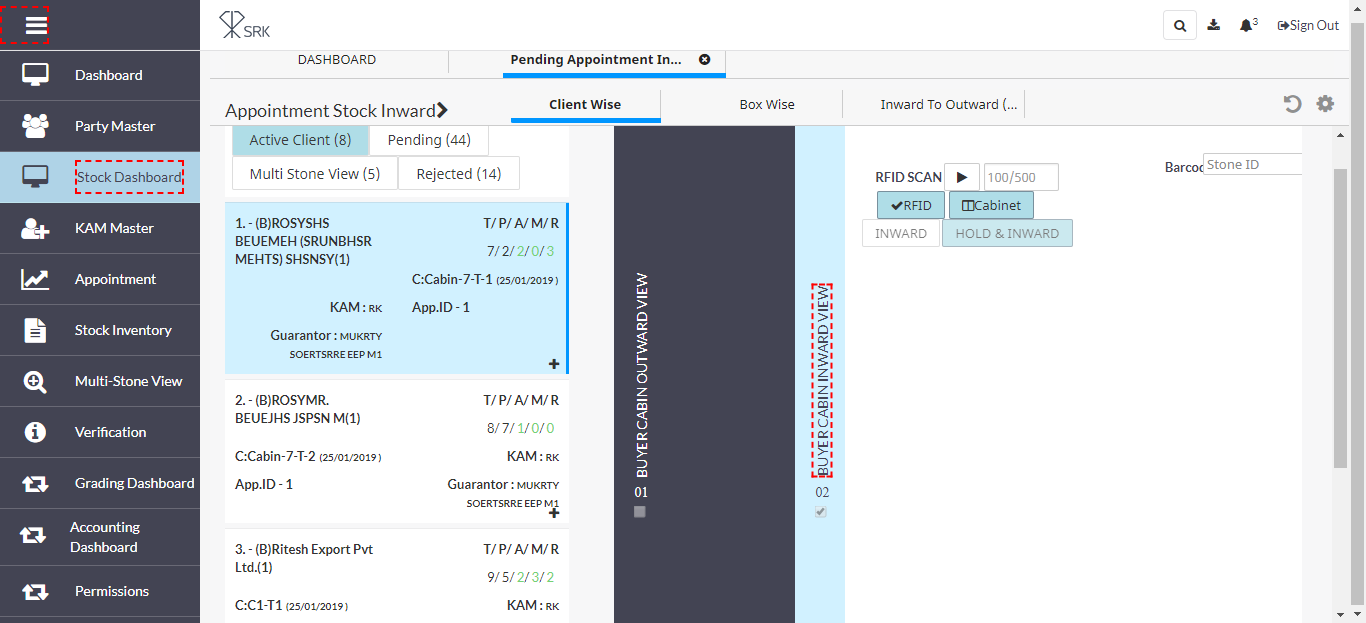 SRK
3
Sign Out
Dashboard
Party Master
Stock Dashboard
KAM Master
Appointment
Stock Inventory
Multi-Stone View
Verification
Grading Dashboard
Accounting
Dashboard
Permissions
DASHBOARD
Pending Appointment In...
Appointment Stock Inward
Client Wise
Box Wise
Inward To Outward (...
Active Client (8)
Pending (44)
Multi Stone View (5)
Rejected (14)
1. - (B)ROSYSHS
BEUEMEH (SRUNBHSR
MEHTS) SHSNSY(1)
T/ P/ A/ M/ R
7/ 2/ 2/ 0/ 3
C:Cabin-7-T-1 (25/01/2019 )
KAM : RK
App.ID - 1
Guarantor : MUKRTY
SOERTSRRE EEP M1
2. - (B)ROSYMR.
BEUEJHS JSPSN M(1)
T/ P/ A/ M/ R
8/ 7/ 1/ 0/ 0
C:Cabin-7-T-2 (25/01/2019 )
KAM : RK
App.ID - 1
Guarantor : MUKRTY
SOERTSRRE EEP M1
3. - (B)Ritesh Export Pvt
Ltd.(1)
T/ P/ A/ M/ R
9/ 5/ 2/ 3/ 2
C:C1-T1 (25/01/2019 )
KAM : RK
BUYER CABIN OUTWARD VIEW
01
BUYER CABIN INWARD VIEW
02
RFID SCAN
100/500
Barcod
Stone ID
RFID
Cabinet
INWARD
HOLD & INWARD